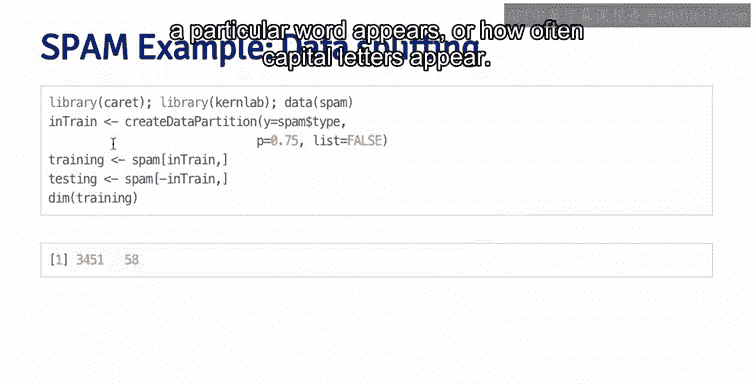 a particular word appears, or how often
capital letters appear.
SPAM Example: Data splitting
library(caret); library(kernlab); data(spam)
inTrain <- createDataPartition(y=spam$type,
p=0.75, list=FALSE)
training <- spam[inTrain,]
testing <- spam[-inTrain,]
dim(training)
[1] 3451 58